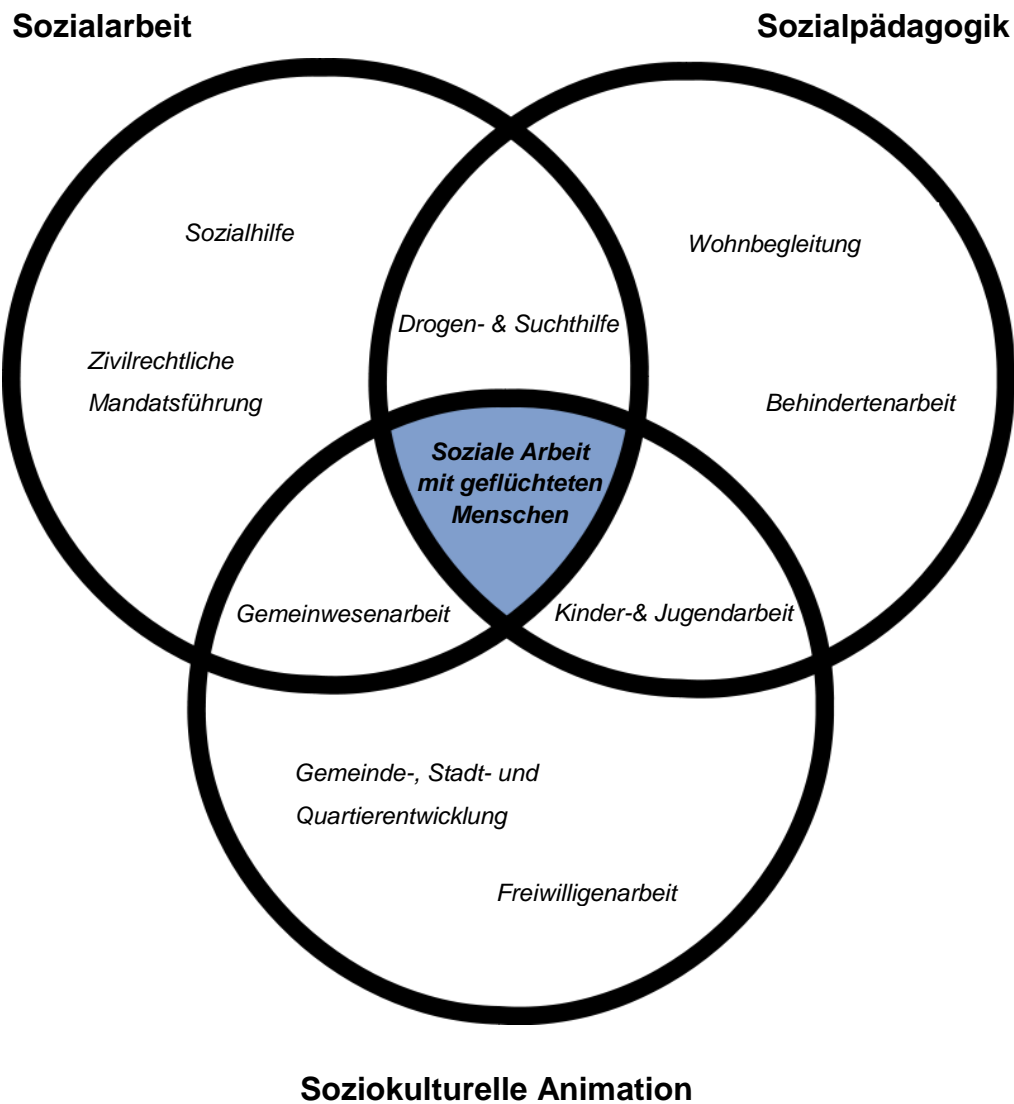 Sozialarbeit
Sozialpädagogik
Sozialhilfe
Wohnbegleitung
Drogen- & Suchthilfe
Zivilrechtliche
Mandatsführung
Behindertenarbeit
Soziale Arbeit
mit geflüchteten
Menschen
Gemeinwesenarbeit
Kinder-& Jugendarbeit
Gemeinde-, Stadt- und
Quartierentwicklung
Freiwilligenarbeit
Soziokulturelle Animation